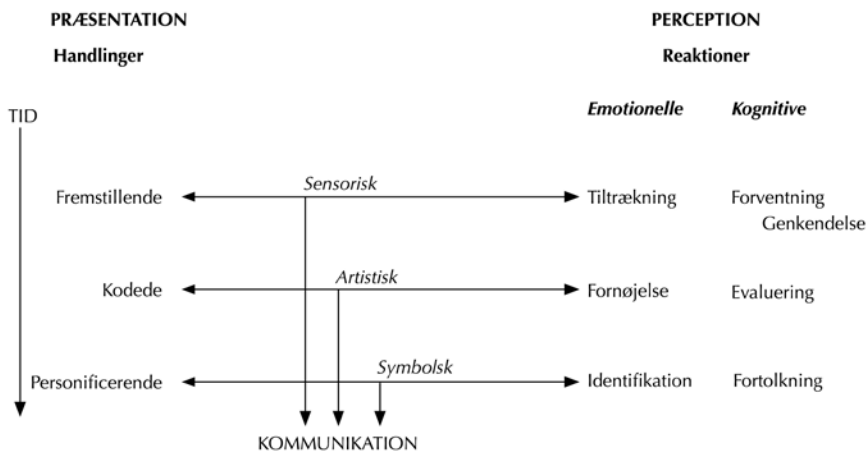 PRÆSENTATION PERCEPTION
Handlinger Reaktioner
Emotionelle Kognitive
TID
Sensorisk
Fremstillende Tiltrækning Forventning
Genkendelse
Artistisk
Kodede Fornøjelse Evaluering
Symbolsk
Personificerende Identifikation Fortolkning
KOMMUNIKATION